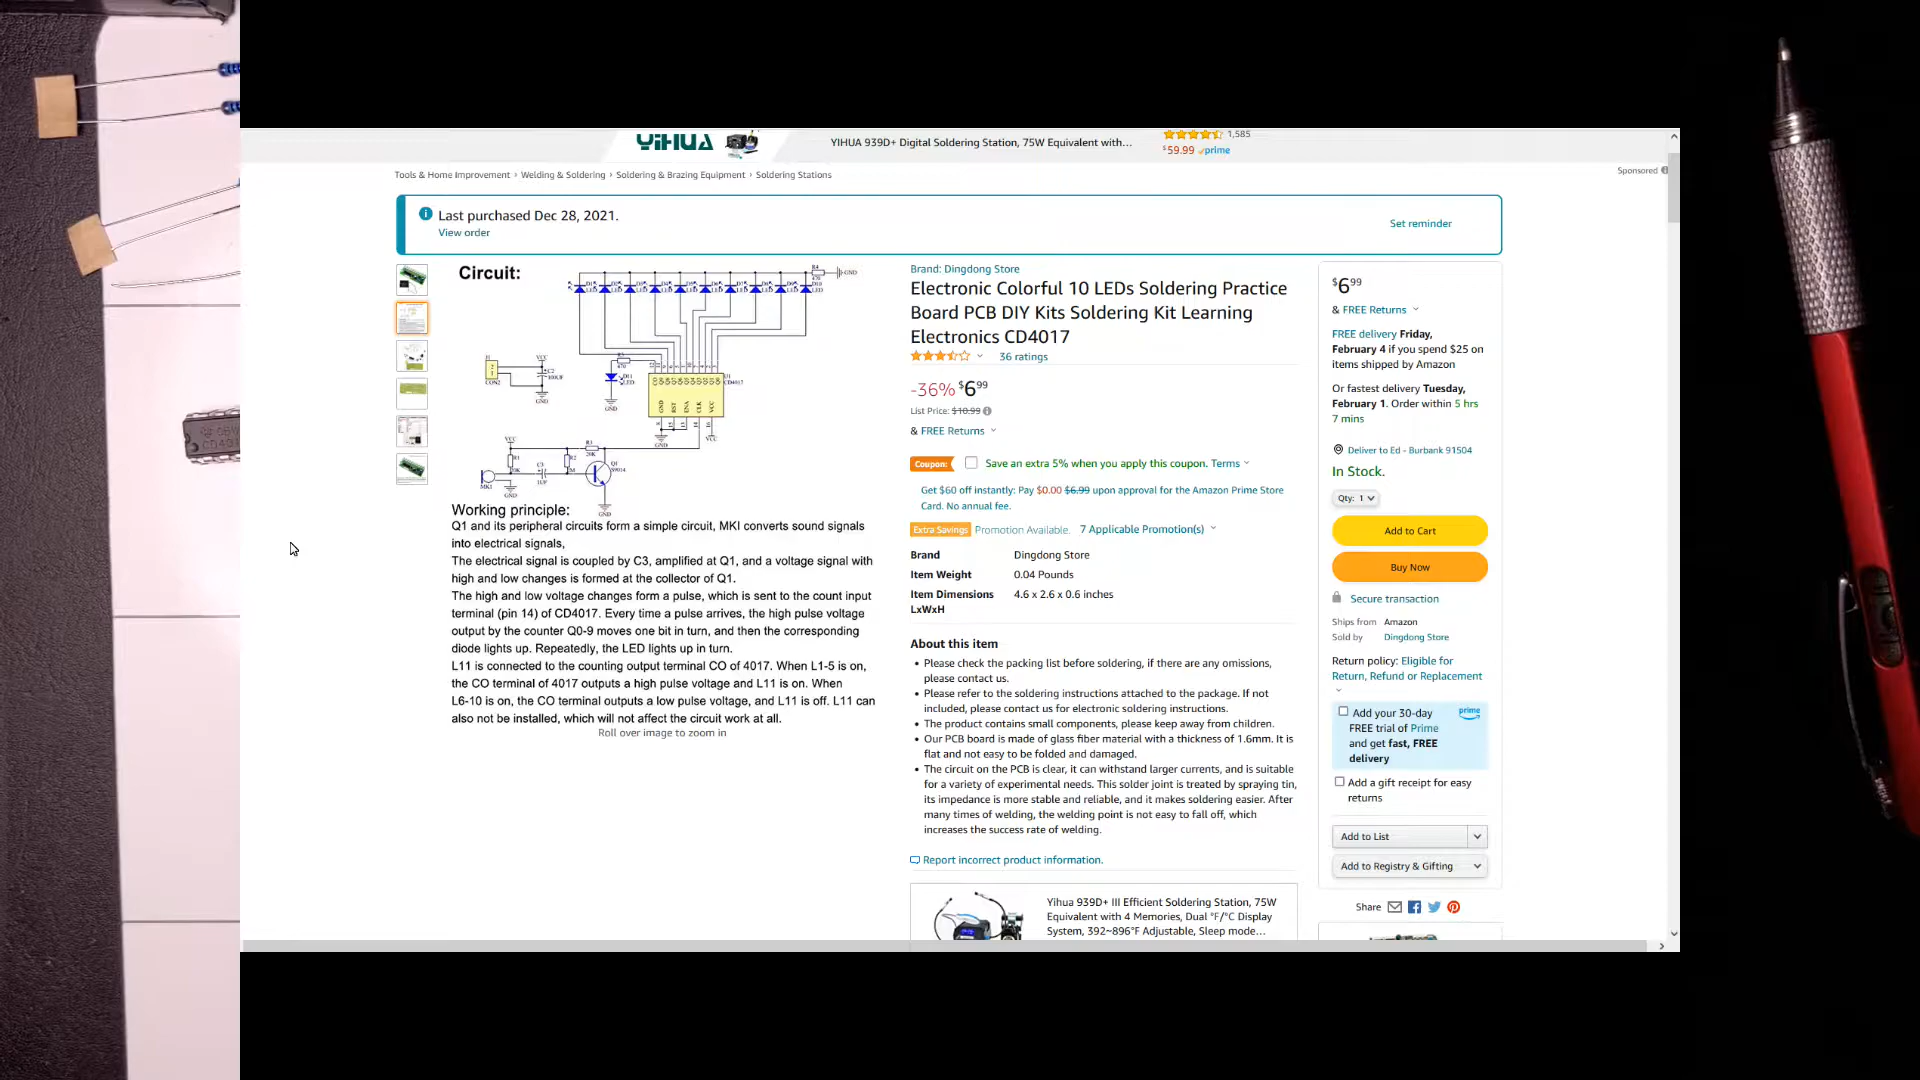 YIHUA
YIHUA 939D+ Digital Soldering Station, 75W Equivalent with...
1,585
$59.99 prime
Sponsored
Tools & Home Improvement › Welding & Soldering › Soldering & Brazing Equipment › Soldering Stations
Last purchased Dec 28, 2021.
View order
Set reminder
Circuit:
GND
VCC
CON2
C2
100UF
GND
CD4017
GND
VCC
VCC
GND
C3
1UF
Q1
S9014
MK1
GND
GND
Working principle:
Q1 and its peripheral circuits form a simple circuit, MKI converts sound signals
into electrical signals,
The electrical signal is coupled by C3, amplified at Q1, and a voltage signal with
high and low changes is formed at the collector of Q1.
The high and low voltage changes form a pulse, which is sent to the count input
terminal (pin 14) of CD4017. Every time a pulse arrives, the high pulse voltage
output by the counter Q0-9 moves one bit in turn, and then the corresponding
diode lights up. Repeatedly, the LED lights up in turn.
L11 is connected to the counting output terminal CO of 4017. When L1-5 is on,
the CO terminal of 4017 outputs a high pulse voltage and L11 is on. When
L6-10 is on, the CO terminal outputs a low pulse voltage, and L11 is off. L11 can
also not be installed, which will not affect the circuit work at all.
Roll over image to zoom in
Brand: Dingdong Store
Electronic Colorful 10 LEDs Soldering Practice
Board PCB DIY Kits Soldering Kit Learning
Electronics CD4017
36 ratings
-36% $6.99
List Price: $10.99
& FREE Returns
Coupon: Save an extra 5% when you apply this coupon. Terms
Get $60 off instantly: Pay $0.00 $6.99 upon approval for the Amazon Prime Store
Card. No annual fee.
Extra Savings Promotion Available. 7 Applicable Promotion(s)
Brand Dingdong Store
Item Weight 0.04 Pounds
Item Dimensions 4.6 x 2.6 x 0.6 inches
LxWxH
About this item
• Please check the packing list before soldering, if there are any omissions,
please contact us.
• Please refer to the soldering instructions attached to the package. If not
included, please contact us for electronic soldering instructions.
• The product contains small components, please keep away from children.
• Our PCB board is made of glass fiber material with a thickness of 1.6mm. It is
flat and not easy to be folded and damaged.
• The circuit on the PCB is clear, it can withstand larger currents, and is suitable
for a variety of experimental needs. This solder joint is treated by spraying tin,
its impedance is more stable and reliable, and it makes soldering easier. After
many times of welding, the welding point is not easy to fall off, which
increases the success rate of welding.
Report incorrect product information.
Yihua 939D+ III Efficient Soldering Station, 75W
Equivalent with 4 Memories, Dual °F/°C Display
System, 392~896°F Adjustable, Sleep mode...
$6.99
& FREE Returns
FREE delivery Friday,
February 4 if you spend $25 on
items shipped by Amazon
Or fastest delivery Tuesday,
February 1. Order within 5 hrs
7 mins
Deliver to Ed - Burbank 91504
In Stock.
Qty: 1
Add to Cart
Buy Now
Secure transaction
Ships from Amazon
Sold by Dingdong Store
Return policy: Eligible for
Return, Refund or Replacement
Add your 30-day
FREE trial of Prime
and get fast, FREE
delivery
prime
Add a gift receipt for easy
returns
Add to List
Add to Registry & Gifting
Share